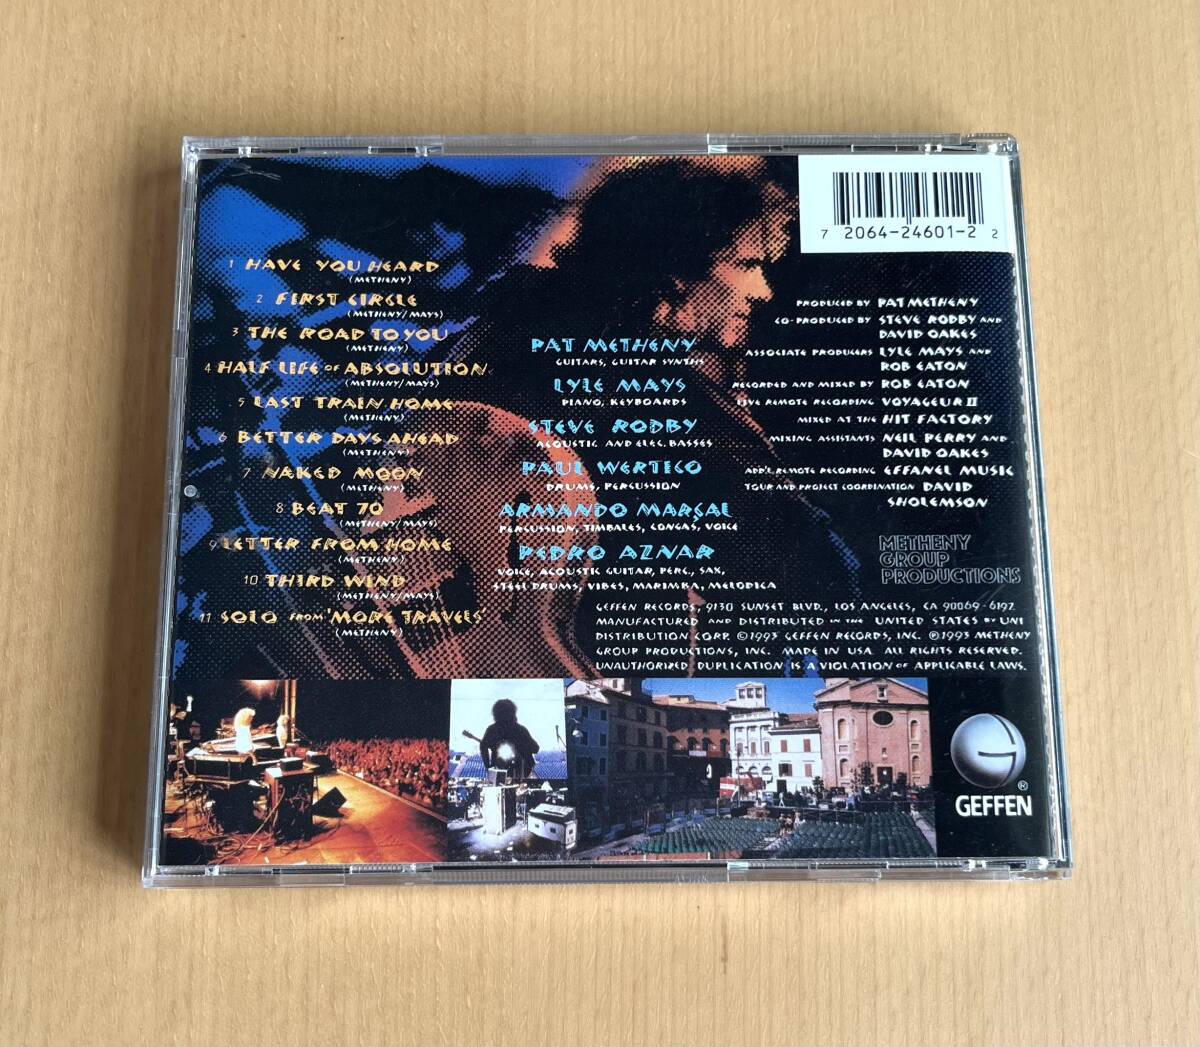 1 HAVE YOU HEARD
(METHENY)
2 FIRST CIRCLE
(METHENY/MAYS)
3 THE ROAD TO YOU
(METHENY)
4 HALF LIFE OF ABSOLUTION
(METHENY/MAYS)
5 LAST TRAIN HOME
(METHENY)
6 BETTER DAYS AHEAD
(METHENY)
7 NAKED MOON
(METHENY)
8 BEAT 70
(METHENY/MAYS)
9 LETTER FROM HOME
(METHENY)
10 THIRD WIND
(METHENY/MAYS)
11 SOLO FROM 'MORE TRAVELS'
(METHENY)
PAT METHENY
GUITARS, GUITAR SYNTHS
LYLE MAYS
PIANO, KEYBOARDS
STEVE RODBY
ACOUSTIC AND ELEC. BASSES
PAUL WERTICO
DRUMS, PERCUSSION
ARMANDO MARÇAL
PERCUSSION, TIMBALES, CONGAS, VOICE
PEDRO AZNAR
VOICE, ACOUSTIC GUITAR, PERC., SAX,
STEEL DRUMS, VIBES, MARIMBA, MELODICA
7 2064-24601-2 2
PRODUCED BY PAT METHENY
CO-PRODUCED BY STEVE RODBY AND
DAVID OAKES
ASSOCIATE PRODUCERS LYLE MAYS AND
ROB EATON
RECORDED AND MIXED BY ROB EATON
LIVE REMOTE RECORDING VOYAGEUR II
MIXED AT THE HIT FACTORY
MIXING ASSISTANTS NEIL PERRY AND
DAVID OAKES
ADD'L REMOTE RECORDING EFFANEL MUSIC
TOUR AND PROJECT COORDINATION DAVID
SHOLEMSON
METHENY
GROUP
PRODUCTIONS
GEFFEN RECORDS, 9130 SUNSET BLVD., LOS ANGELES, CA 90069-6197.
MANUFACTURED AND DISTRIBUTED IN THE UNITED STATES BY UNI
DISTRIBUTION CORP. ©1993 GEFFEN RECORDS, INC. ℗1993 METHENY
GROUP PRODUCTIONS, INC. MADE IN USA. ALL RIGHTS RESERVED.
UNAUTHORIZED DUPLICATION IS A VIOLATION OF APPLICABLE LAWS.
GEFFEN®